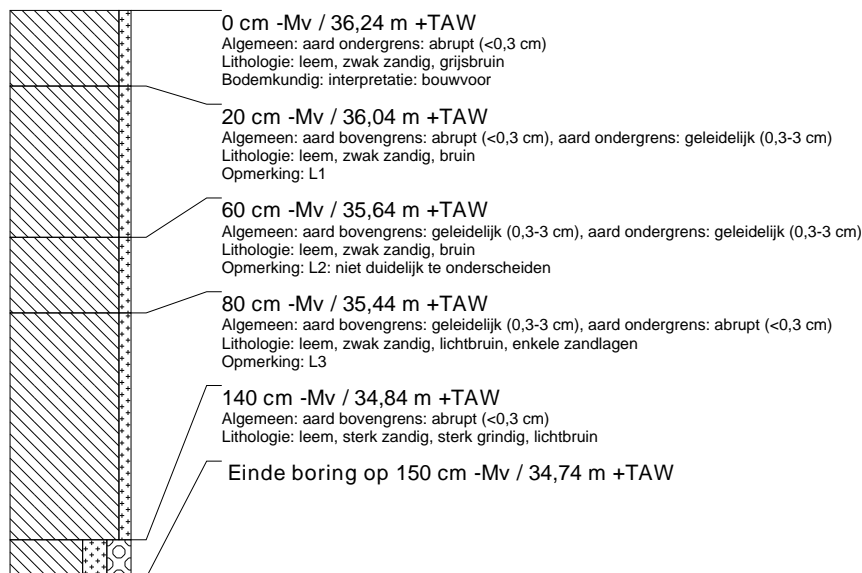 0 cm -Mv / 36,24 m +TAW
Algemeen: aard ondergrens: abrupt (<0,3 cm)
Lithologie: leem, zwak zandig, grijsbruin
Bodemkundig: interpretatie: bouwvoor
20 cm -Mv / 36,04 m +TAW
Algemeen: aard bovengrens: abrupt (<0,3 cm), aard ondergrens: geleidelijk (0,3-3 cm)
Lithologie: leem, zwak zandig, bruin
Opmerking: L1
60 cm -Mv / 35,64 m +TAW
Algemeen: aard bovengrens: geleidelijk (0,3-3 cm), aard ondergrens: geleidelijk (0,3-3 cm)
Lithologie: leem, zwak zandig, bruin
Opmerking: L2: niet duidelijk te onderscheiden
80 cm -Mv / 35,44 m +TAW
Algemeen: aard bovengrens: geleidelijk (0,3-3 cm), aard ondergrens: abrupt (<0,3 cm)
Lithologie: leem, zwak zandig, lichtbruin, enkele zandlagen
Opmerking: L3
140 cm -Mv / 34,84 m +TAW
Algemeen: aard bovengrens: abrupt (<0,3 cm)
Lithologie: leem, sterk zandig, sterk grindig, lichtbruin
Einde boring op 150 cm -Mv / 34,74 m +TAW